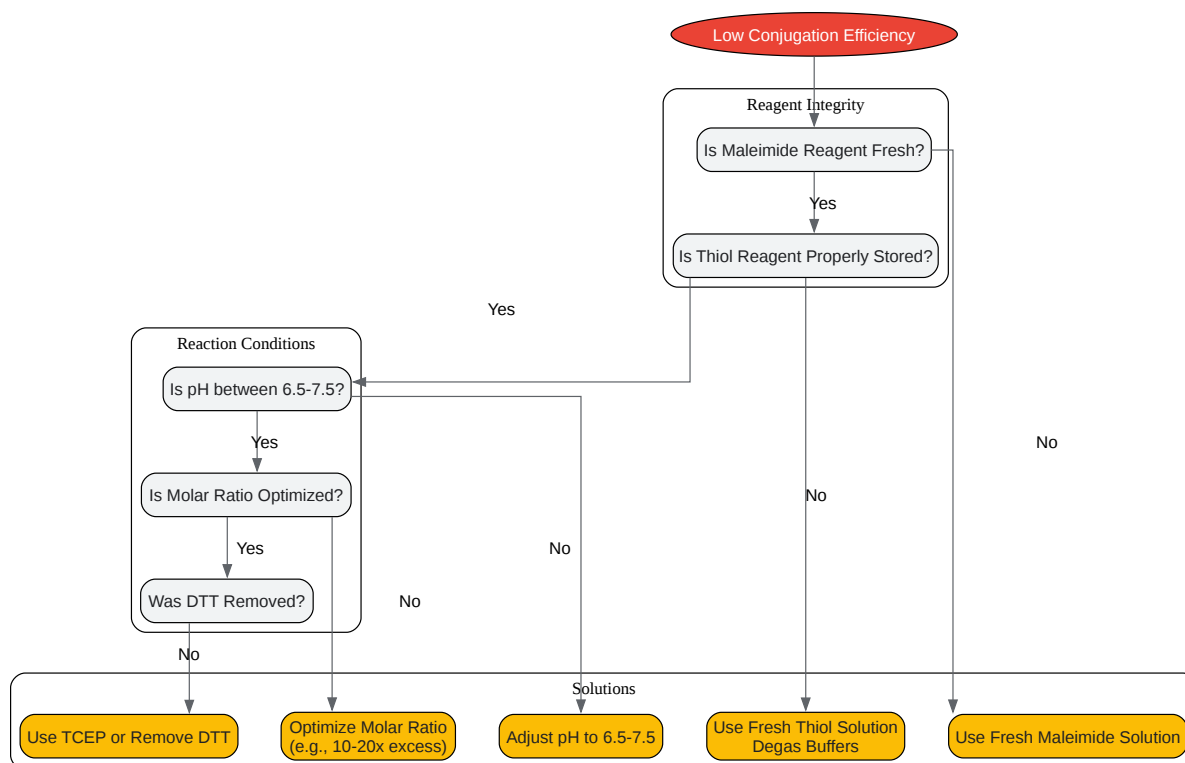 Low Conjugation Efficiency
Reagent Integrity
Is Maleimide Reagent Fresh?
Yes
Is Thiol Reagent Properly Stored?
Yes
Reaction Conditions
Is pH between 6.5-7.5?
Yes
No
Is Molar Ratio Optimized?
No
Yes
No
Was DTT Removed?
No
No
Solutions
Use TCEP or Remove DTT
Optimize Molar Ratio
(e.g., 10-20x excess)
Adjust pH to 6.5-7.5
Use Fresh Thiol Solution
Degas Buffers
Use Fresh Maleimide Solution